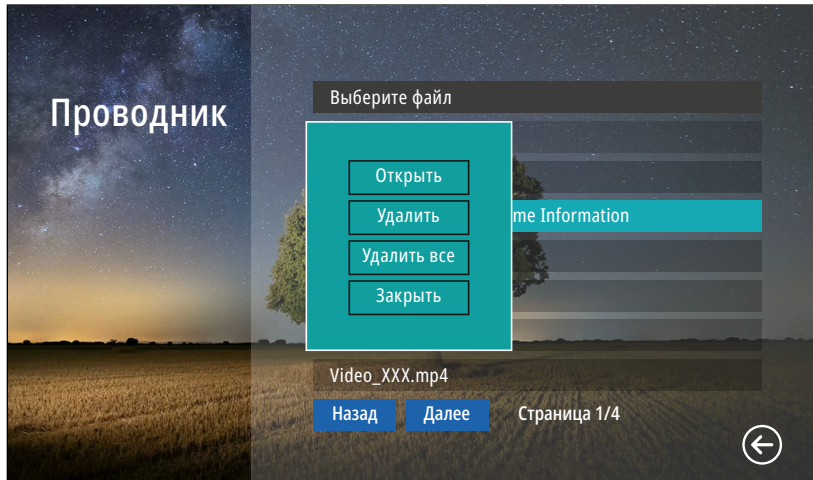 Проводник
Выберите файл
Открыть
Удалить
me Information
Удалить все
Закрыть
Video_XXX.mp4
Назад
Далее
Страница 1/4